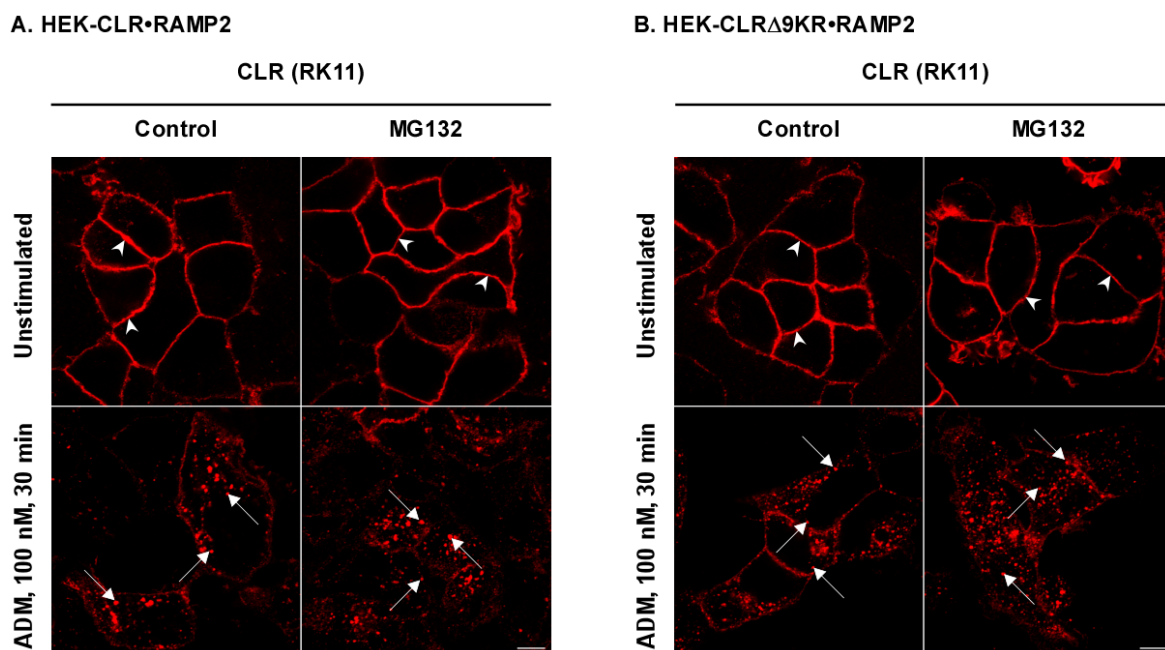 A. HEK-CLR•RAMP2
CLR (RK11)
Control
MG132
Unstimulated
ADM, 100 nM, 30 min
B. HEK-CLRΔ9KR•RAMP2
CLR (RK11)
Control
MG132
Unstimulated
ADM, 100 nM, 30 min